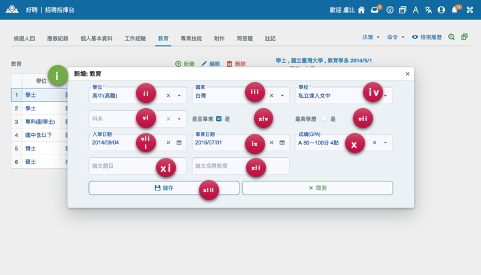 好聘｜招聘指揮台
歡迎 盧比
候選人四 應徵紀錄 個人基本資料 工作經驗 教育 專業技能 附件 問答題 註記
決策 命令 檢視履歷
教育
新增 編輯 刪除
學士 , 國立臺灣大學 , 教育學系 2014/9/1
學位
i
1 學士
2 學士
3 專科(副學士)
4 國中含以下
5 博士
6 碩士
新增: 教育 ×
學位
高中(高職) ii
國家
台灣 iii
學校
私立達人女中 iv
科系 vi
是否畢業 是 xiv
最高學歷 是 vii
入學日期
2014/09/04 viii
畢業日期
2016/07/01 ix
成績(GPA)
A 80～100分 4點 x
論文題目 xi
論文指導教授 xii
儲存 xiii
× 取消